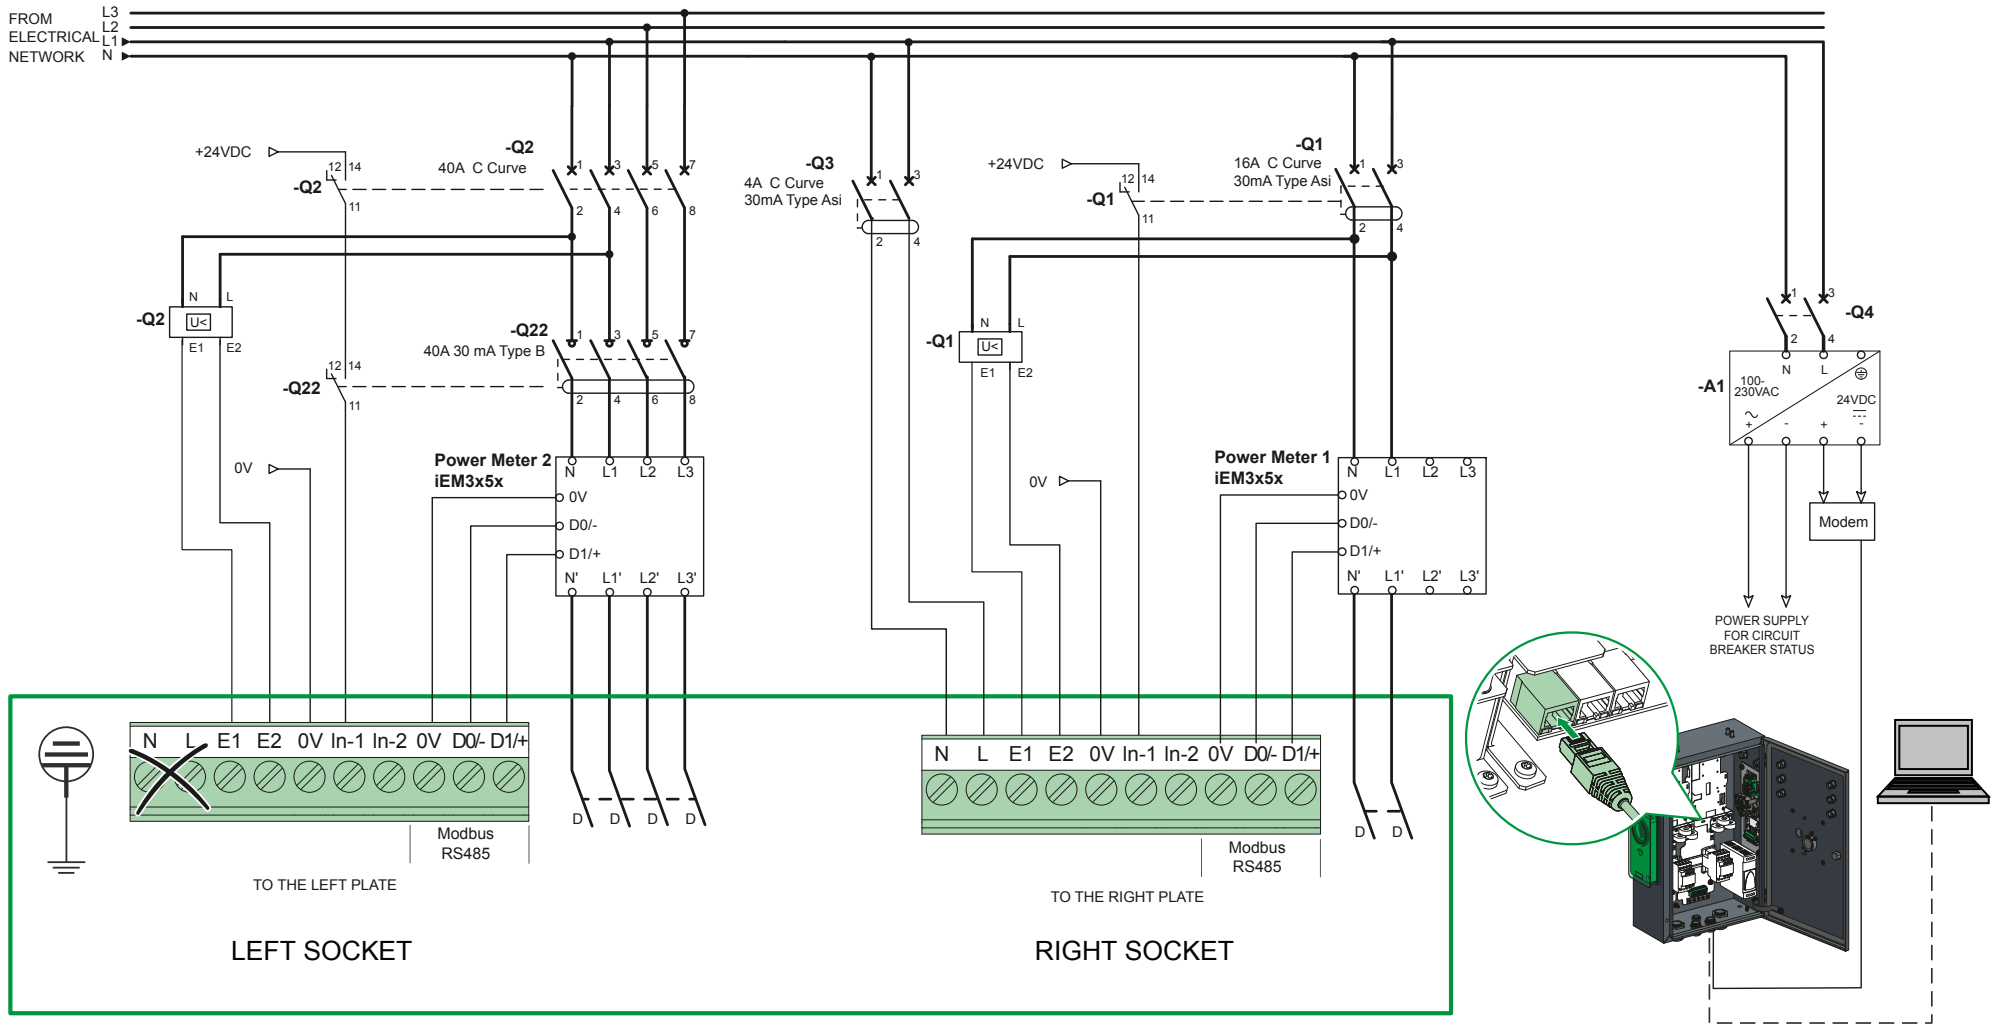 FROM
ELECTRICAL
NETWORK
L3
L2
L1
N
+24VDC
12 14
-Q2
11
-Q2
40A C Curve
1 3 5 7
2 4 6 8
N L
-Q2
U<
E1 E2
-Q22
40A 30 mA Type B
1 3 5 7
2 4 6 8
12 14
-Q22
11
0V
Power Meter 2
iEM3x5x
N L1 L2 L3
0V
D0/-
D1/+
N' L1' L2' L3'
-Q3
4A C Curve
30mA Type Asi
1 3
2 4
+24VDC
12 14
-Q1
11
-Q1
16A C Curve
30mA Type Asi
1 3
2 4
N L
-Q1
U<
E1 E2
0V
Power Meter 1
iEM3x5x
N L1 L2 L3
0V
D0/-
D1/+
N' L1' L2' L3'
1 3
-Q4
2 4
-A1
N L
100-
230VAC
24VDC
+ - + -
Modem
POWER SUPPLY
FOR CIRCUIT
BREAKER STATUS
N L E1 E2 0V In-1 In-2 0V D0/- D1/+
Modbus
RS485
TO THE LEFT PLATE
LEFT SOCKET
D D D D
N L E1 E2 0V In-1 In-2 0V D0/- D1/+
Modbus
RS485
TO THE RIGHT PLATE
RIGHT SOCKET
D D